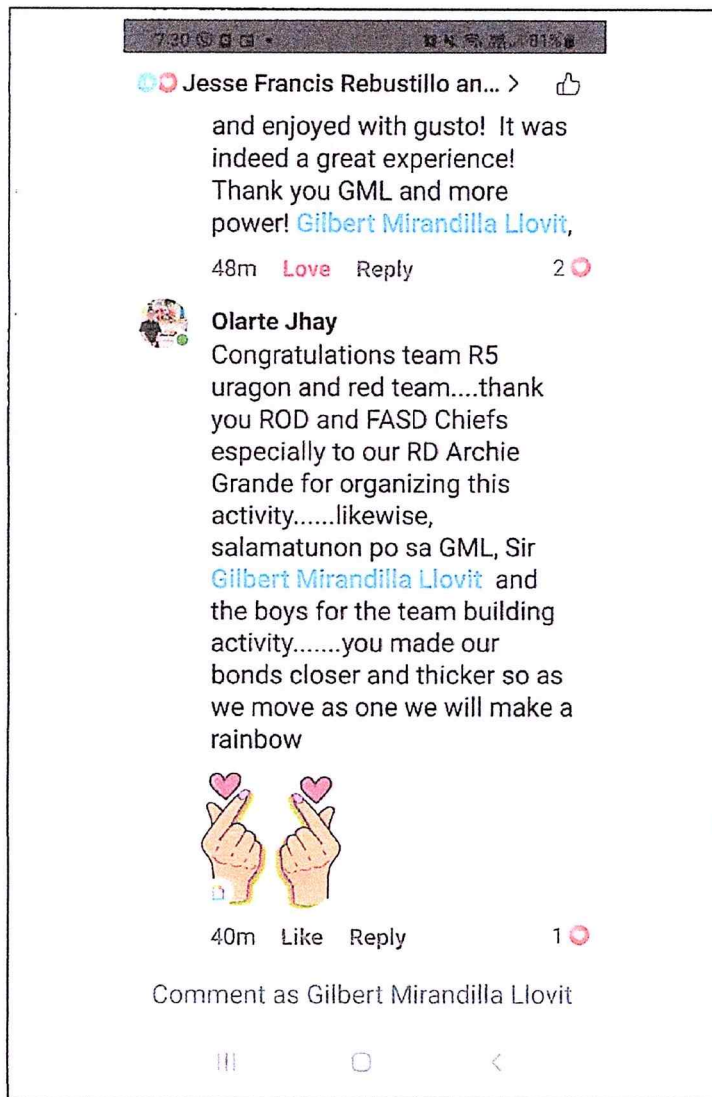 7:30 81%
Jesse Francis Rebustillo an... >
and enjoyed with gusto! It was
indeed a great experience!
Thank you GML and more
power! Gilbert Mirandilla Llovit,
48m Love Reply 2
Olarte Jhay
Congratulations team R5
uragon and red team....thank
you ROD and FASD Chiefs
especially to our RD Archie
Grande for organizing this
activity......likewise,
salamatunon po sa GML, Sir
Gilbert Mirandilla Llovit and
the boys for the team building
activity.......you made our
bonds closer and thicker so as
we move as one we will make a
rainbow
40m Like Reply 1
Comment as Gilbert Mirandilla Llovit